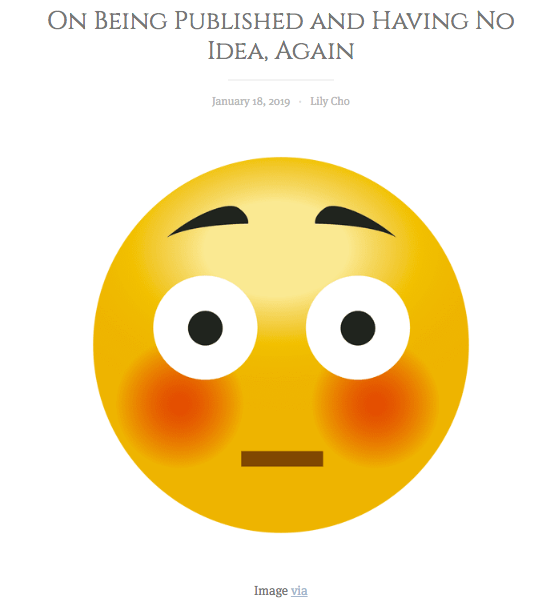 On Being Published and Having No
Idea, Again
January 18, 2019 · Lily Cho
Image via